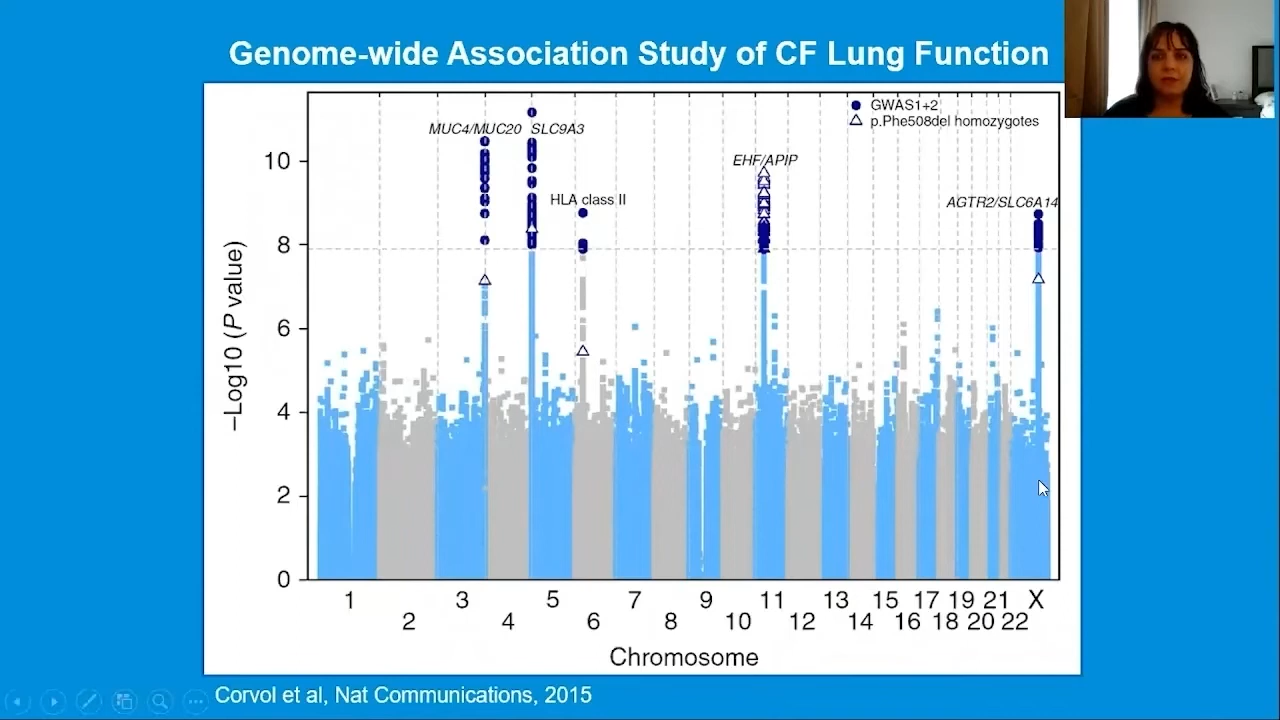 Genome-wide Association Study of CF Lung Function
GWAS1+2
p.Phe508del homozygotes
MUC4/MUC20 SLC9A3
EHF/APIP
HLA class II
AGTR2/SLC6A14
–Log10 (P value)
10
8
6
4
2
0
1 3 5 7 9 11 13 15 17 19 21 X
2 4 6 8 10 12 14 16 18 20 22
Chromosome
Corvol et al, Nat Communications, 2015